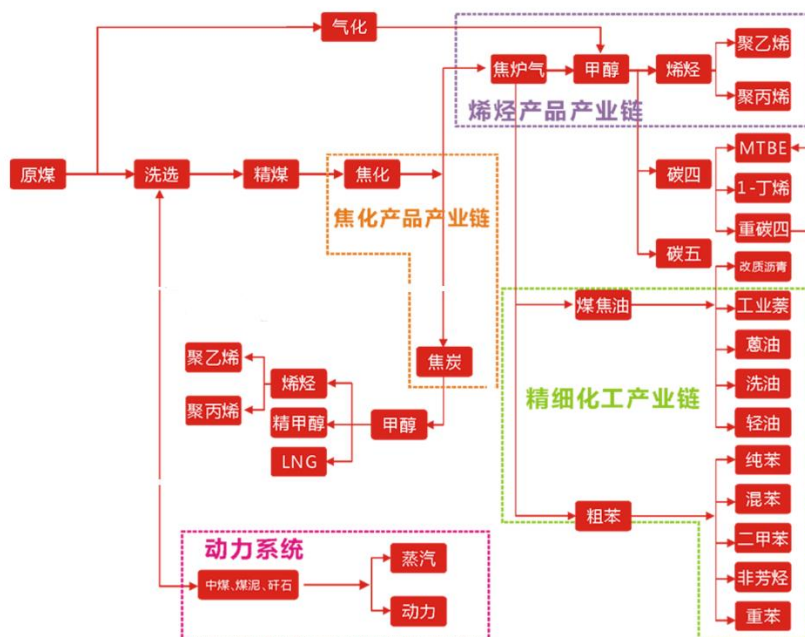 气化
焦炉气
甲醇
烯烃
聚乙烯
聚丙烯
烯烃产品产业链
原煤
洗选
精煤
焦化
焦化产品产业链
碳四
碳五
MTBE
1-丁烯
重碳四
改质沥青
煤焦油
工业萘
蒽油
洗油
轻油
精细化工产业链
焦炭
聚乙烯
聚丙烯
烯烃
精甲醇
LNG
甲醇
粗苯
纯苯
混苯
二甲苯
非芳烃
重苯
动力系统
中煤、煤泥、矸石
蒸汽
动力